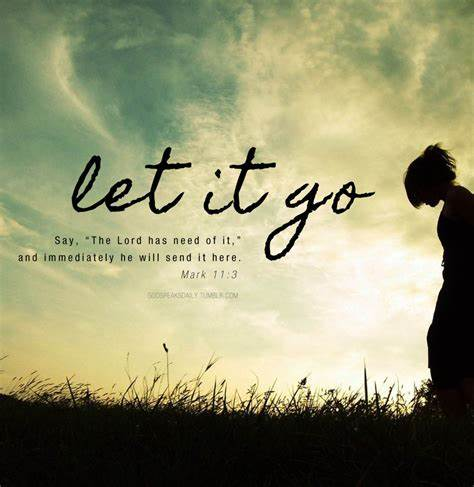 let it go
Say, “The Lord has need of it,”
and immediately he will send it here.
Mark 11:3
GODSPEAKSDAILY.TUMBLR.COM